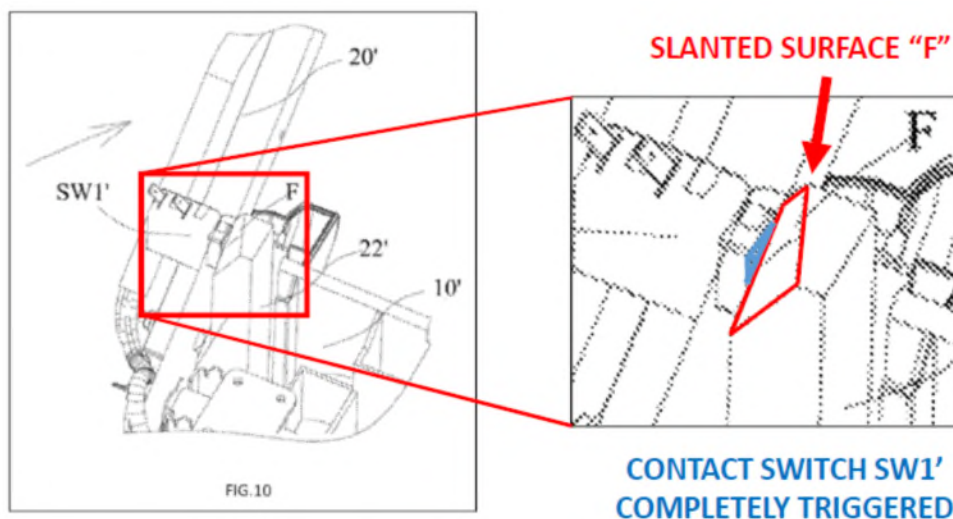 SLANTED SURFACE “F”
20'
SW1'
F
F
22'
10'
FIG.10
CONTACT SWITCH SW1’
COMPLETELY TRIGGERED